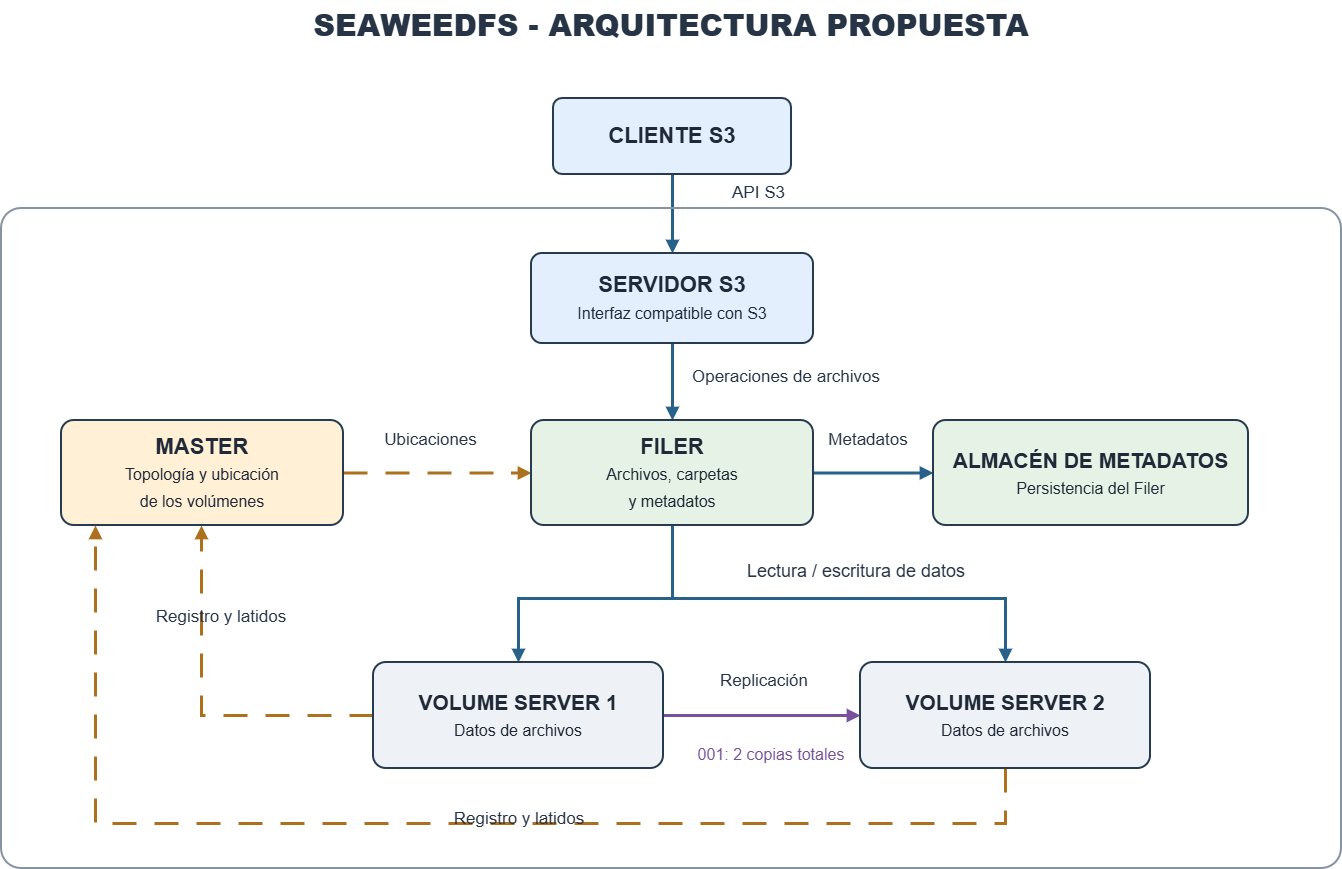 SEAWEEDFS - ARQUITECTURA PROPUESTA
CLIENTE S3
API S3
SERVIDOR S3
Interfaz compatible con S3
Operaciones de archivos
MASTER
Topología y ubicación
de los volúmenes
Ubicaciones
FILER
Archivos, carpetas
y metadatos
Metadatos
ALMACÉN DE METADATOS
Persistencia del Filer
Lectura / escritura de datos
Registro y latidos
VOLUME SERVER 1
Datos de archivos
Replicación
001: 2 copias totales
VOLUME SERVER 2
Datos de archivos
Registro y latidos